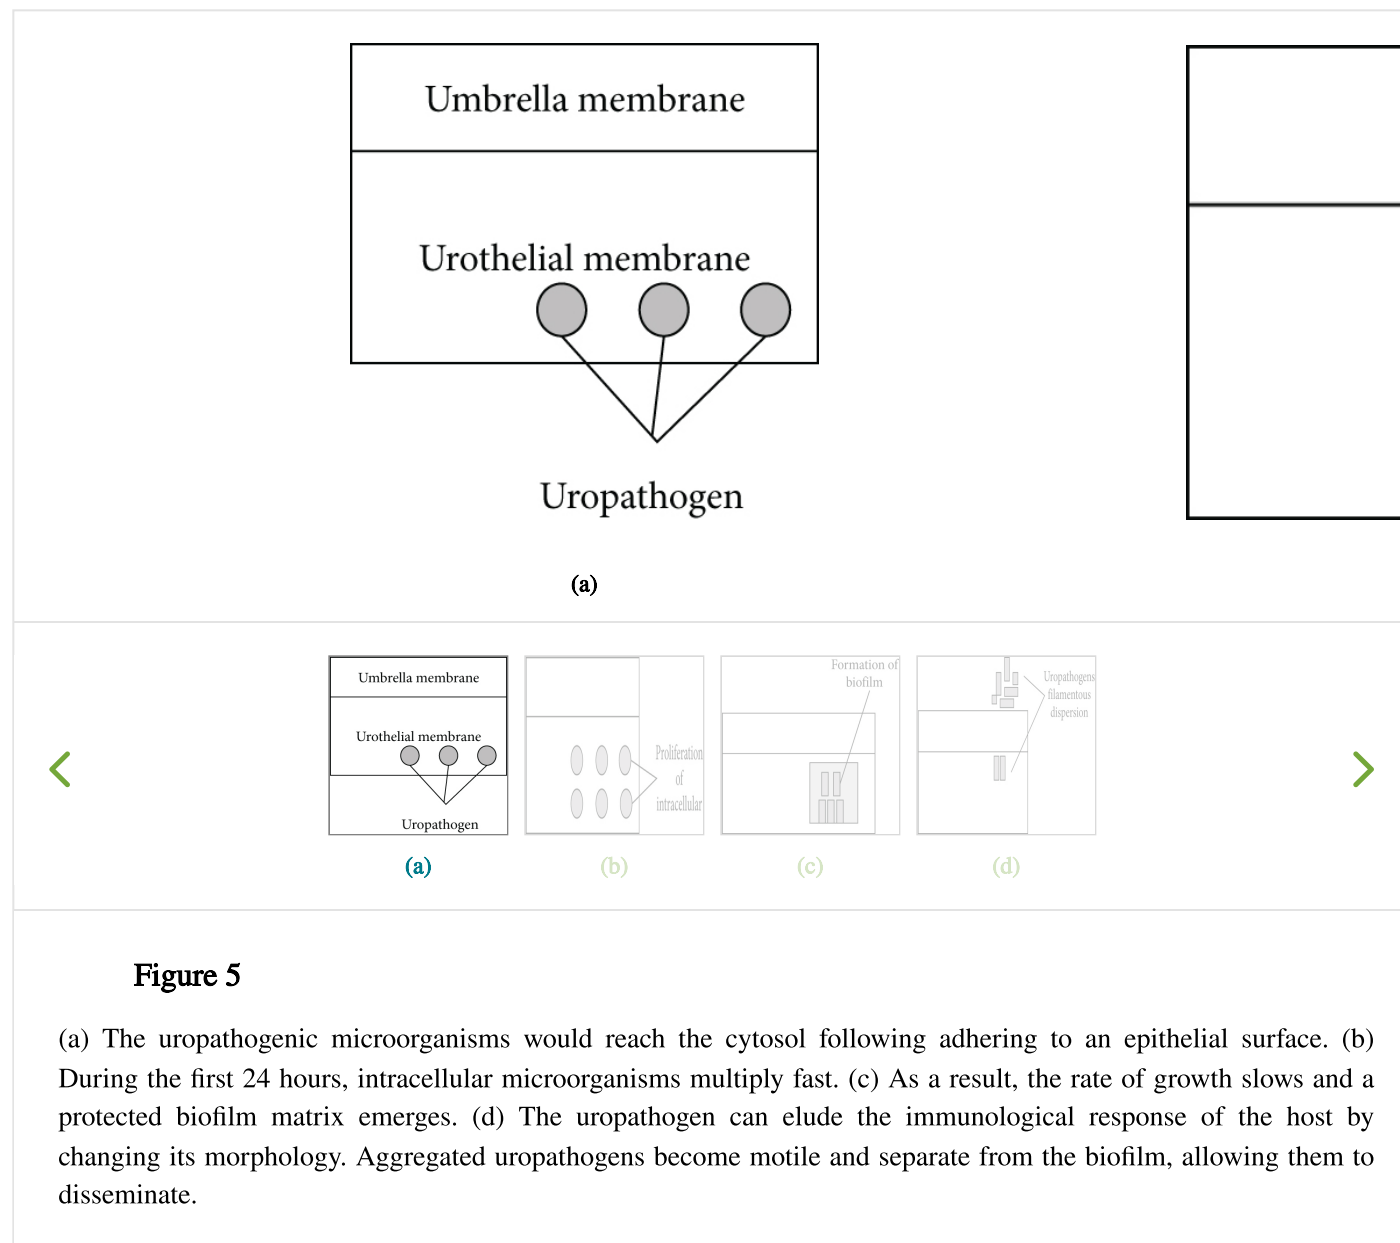 Umbrella membrane
Urothelial membrane
Uropathogen
(a)
Umbrella membrane
Urothelial membrane
Uropathogen
Proliferation
of
intracellular
Formation of
biofilm
Uropathogens
filamentous
dispersion
(a)
(b)
(c)
(d)
Figure 5
(a) The uropathogenic microorganisms would reach the cytosol following adhering to an epithelial surface. (b)
During the first 24 hours, intracellular microorganisms multiply fast. (c) As a result, the rate of growth slows and a
protected biofilm matrix emerges. (d) The uropathogen can elude the immunological response of the host by
changing its morphology. Aggregated uropathogens become motile and separate from the biofilm, allowing them to
disseminate.